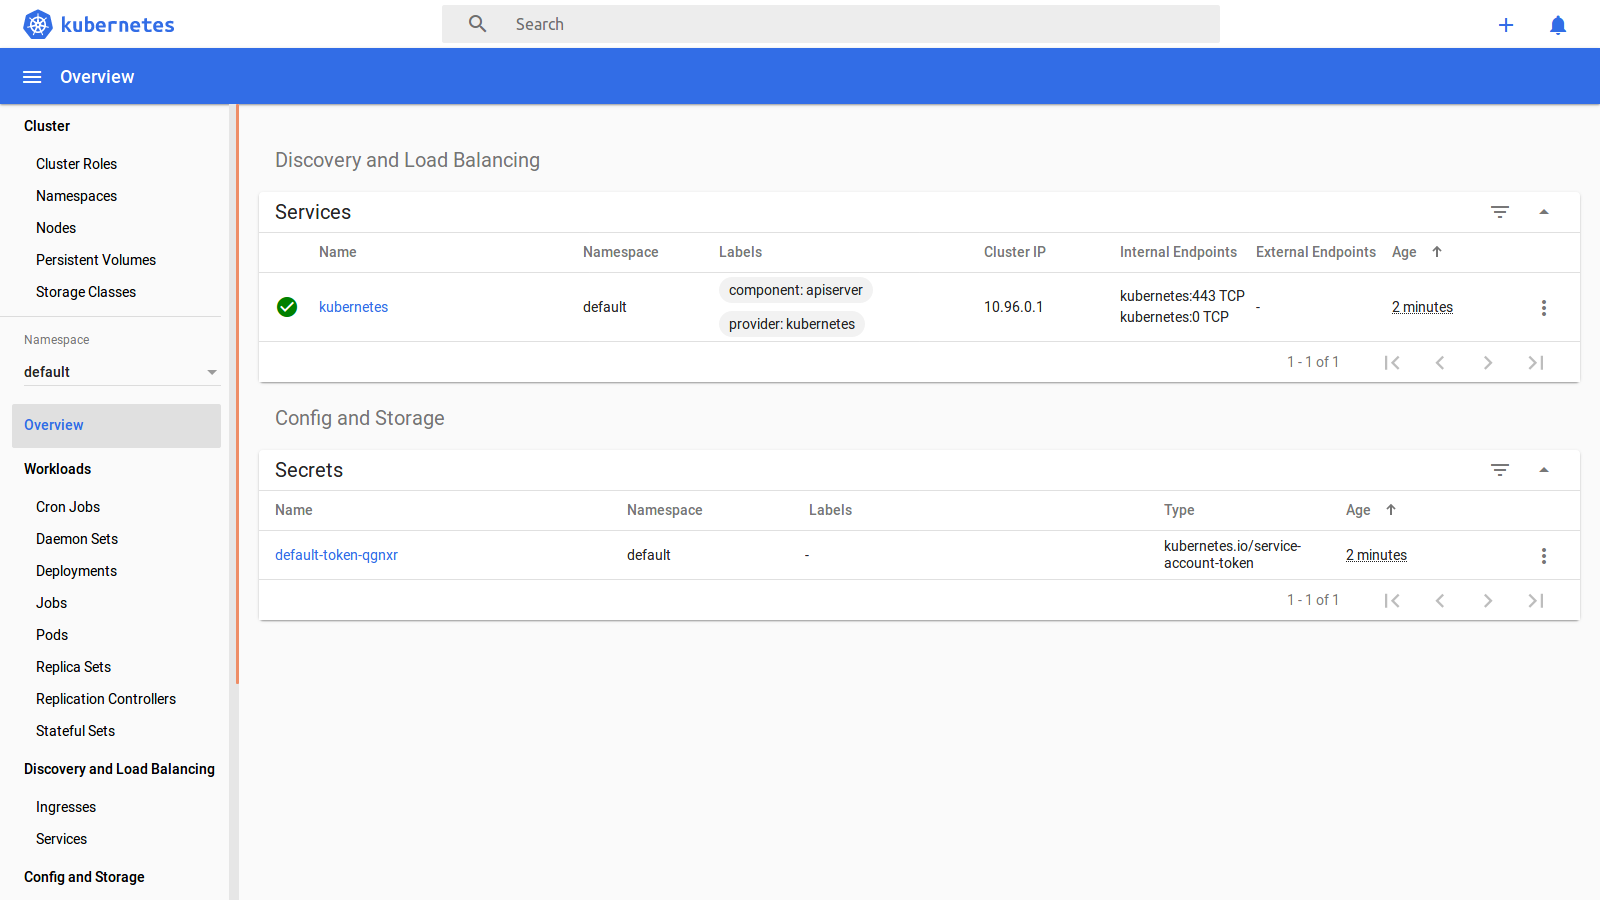 kubernetes
Search
Overview
Cluster
Cluster Roles
Namespaces
Nodes
Persistent Volumes
Storage Classes
Namespace
default
Overview
Workloads
Cron Jobs
Daemon Sets
Deployments
Jobs
Pods
Replica Sets
Replication Controllers
Stateful Sets
Discovery and Load Balancing
Ingresses
Services
Config and Storage
Discovery and Load Balancing
Services
Name Namespace Labels Cluster IP Internal Endpoints External Endpoints Age
kubernetes default component: apiserver provider: kubernetes 10.96.0.1 kubernetes:443 TCP kubernetes:0 TCP - 2 minutes
1 - 1 of 1
Config and Storage
Secrets
Name Namespace Labels Type Age
default-token-qgnxr default - kubernetes.io/service-account-token 2 minutes
1 - 1 of 1